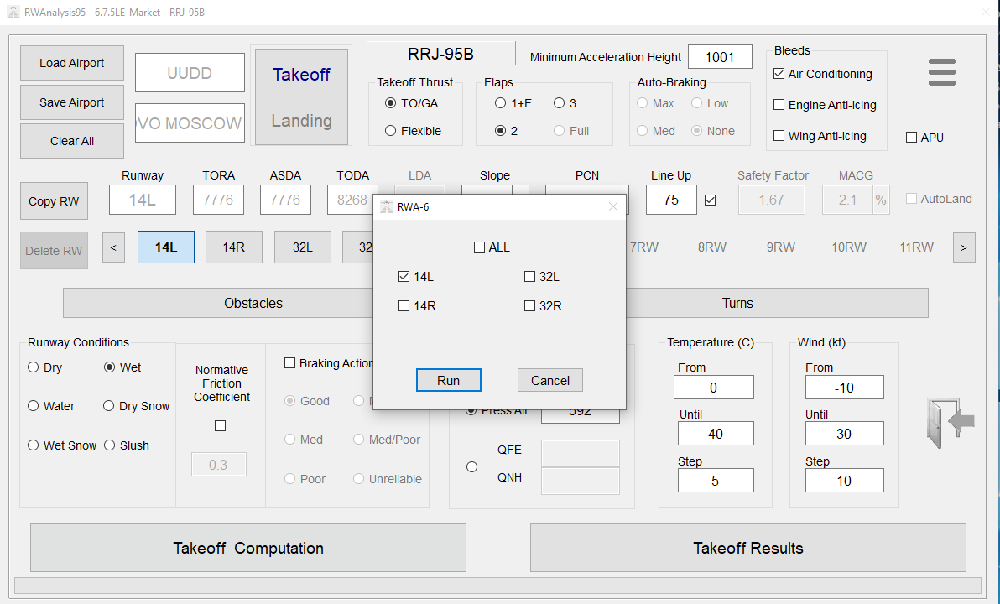 RWAnalysis95 - 6.7.5LE-Market - RRJ-95B
Load Airport
Save Airport
Clear All
UUDD
VO MOSCOW
Takeoff
Landing
RRJ-95B
Minimum Acceleration Height 1001
Takeoff Thrust
TO/GA
Flexible
Flaps
1+F 3
2 Full
Auto-Braking
Max Low
Med None
Bleeds
Air Conditioning
Engine Anti-Icing
Wing Anti-Icing
APU
Copy RW
Delete RW
Runway TORA ASDA TODA LDA Slope PCN Line Up Safety Factor MACG
14L 7776 7776 8268 75 1.67 2.1 % AutoLand
< 14L 14R 32L 32 7RW 8RW 9RW 10RW 11RW >
Obstacles
Turns
RWA-6
ALL
14L 32L
14R 32R
Run Cancel
Runway Conditions
Dry Wet
Water Dry Snow
Wet Snow Slush
Normative
Friction
Coefficient
0.3
Braking Action
Good
Med Med/Poor
Poor Unreliable
Press Alt 592
QFE
QNH
Temperature (C)
From
0
Until
40
Step
5
Wind (kt)
From
-10
Until
30
Step
10
Takeoff Computation
Takeoff Results